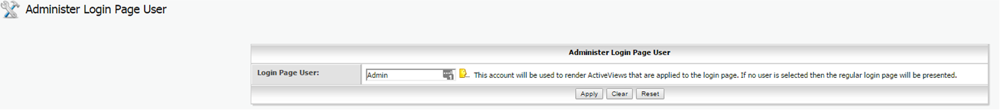 Administer Login Page User
Administer Login Page User
Login Page User:
Admin
This account will be used to render ActiveViews that are applied to the login page. If no user is selected then the regular login page will be presented.
Apply Clear Reset